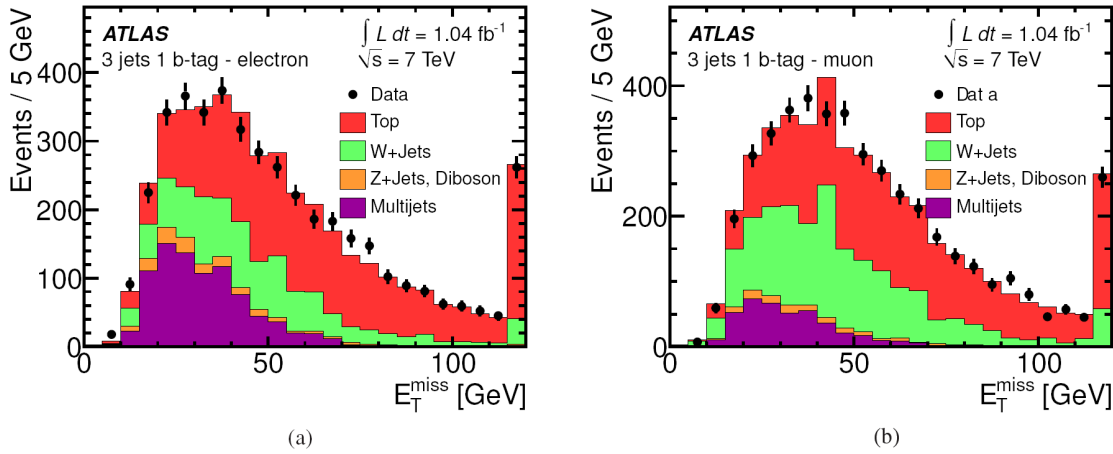 ATLAS
∫ L dt = 1.04 fb⁻¹
3 jets 1 b-tag - electron
√s = 7 TeV
Data
Top
W+Jets
Z+Jets, Diboson
Multijets
Events / 5 GeV
400
300
200
100
0
0 50 100
E_T^miss [GeV]
(a)
ATLAS
∫ L dt = 1.04 fb⁻¹
3 jets 1 b-tag - muon
√s = 7 TeV
Dat a
Top
W+Jets
Z+Jets, Diboson
Multijets
Events / 5 GeV
400
200
0
0 50 100
E_T^miss [GeV]
(b)